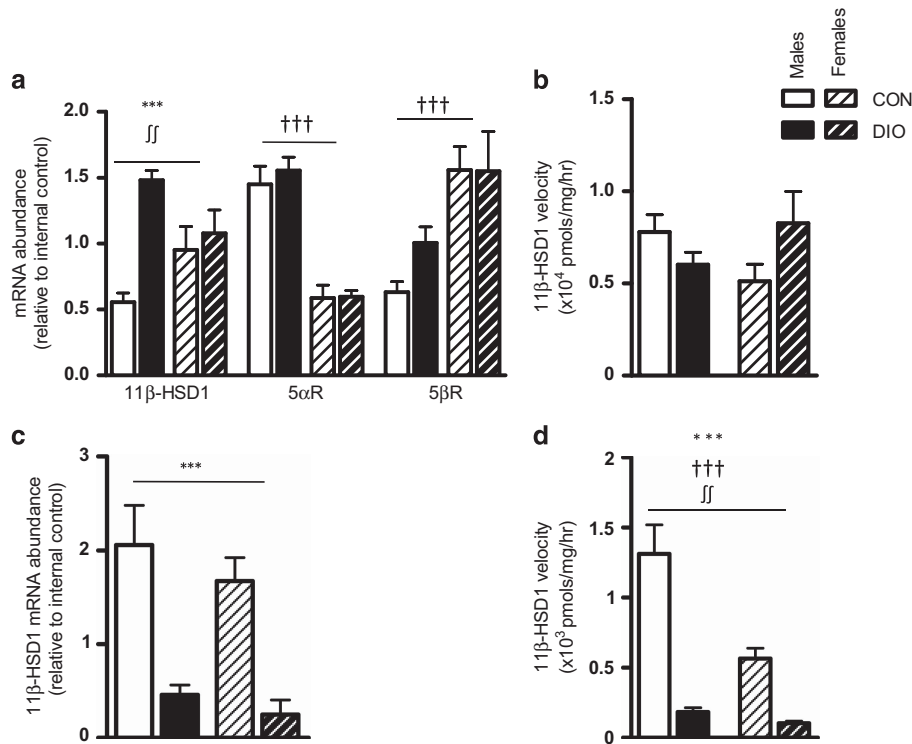 Males
Females
CON
DIO
a
2.0
1.5
1.0
0.5
0.0
mRNA abundance
(relative to internal control)
***
∫∫
†††
†††
11β-HSD1
5αR
5βR
b
1.5
1.0
0.5
0
11β-HSD1 velocity
(x10⁴ pmols/mg/hr)
c
3
2
1
0
11β-HSD1 mRNA abundance
(relative to internal control)
***
d
2
1.5
1
0.5
0
11β-HSD1 velocity
(x10³ pmols/mg/hr)
***
†††
∫∫